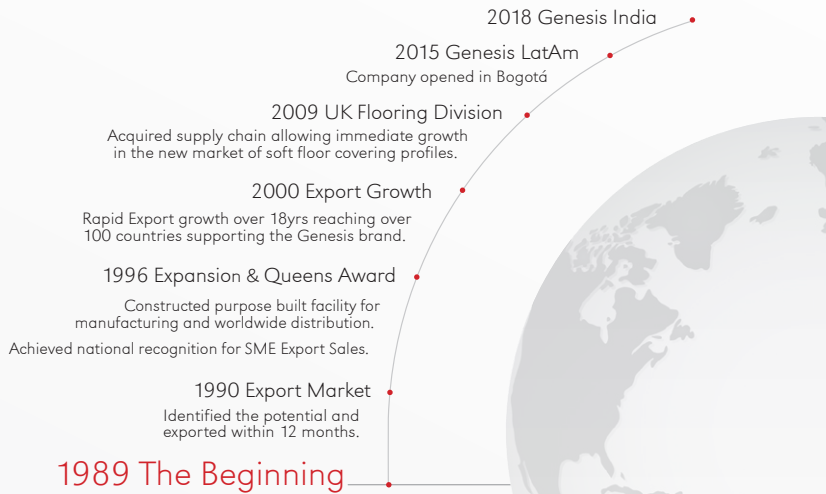 2018 Genesis India
2015 Genesis LatAm
Company opened in Bogotá
2009 UK Flooring Division
Acquired supply chain allowing immediate growth
in the new market of soft floor covering profiles.
2000 Export Growth
Rapid Export growth over 18yrs reaching over
100 countries supporting the Genesis brand.
1996 Expansion & Queens Award
Constructed purpose built facility for
manufacturing and worldwide distribution.
Achieved national recognition for SME Export Sales.
1990 Export Market
Identified the potential and
exported within 12 months.
1989 The Beginning